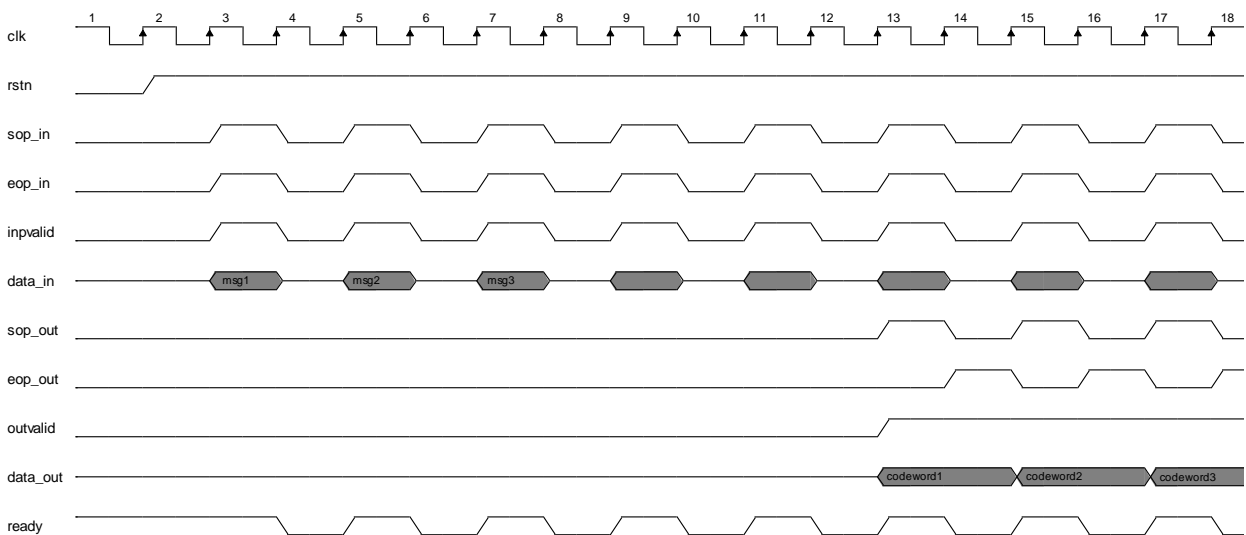 1 2 3 4 5 6 7 8 9 10 11 12 13 14 15 16 17 18
clk
rstn
sop_in
eop_in
inpvalid
data_in msg1 msg2 msg3
sop_out
eop_out
outvalid
data_out codeword1 codeword2 codeword3
ready